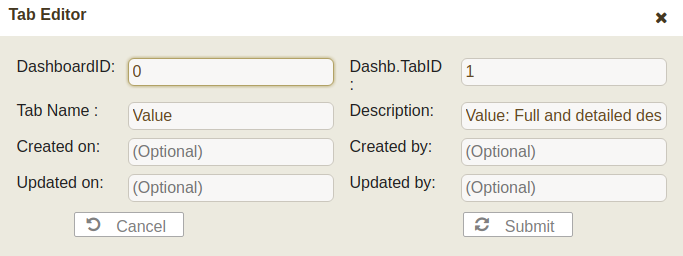 Tab Editor
DashboardID: 0 Dashb.TabID : 1
Tab Name : Value Description: Value: Full and detailed des
Created on: (Optional) Created by: (Optional)
Updated on: (Optional) Updated by: (Optional)
Cancel Submit